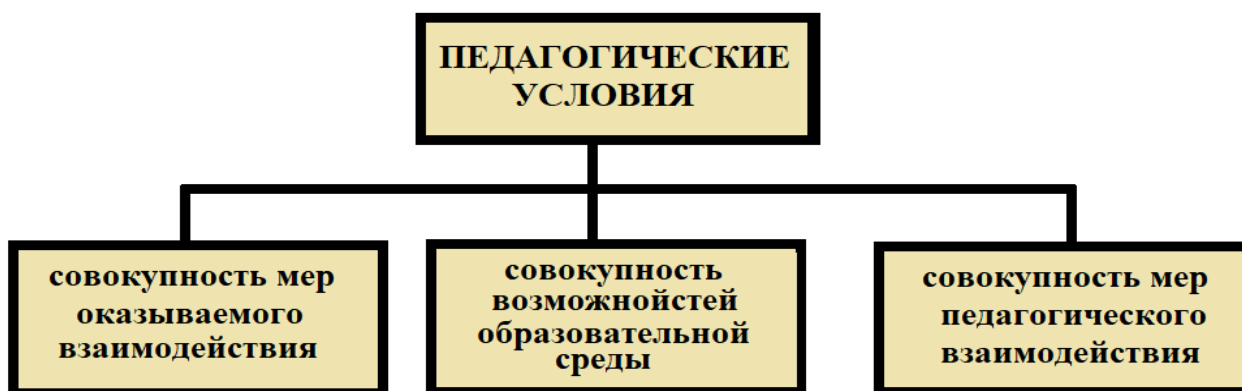 ПЕДАГОГИЧЕСКИЕ
УСЛОВИЯ
совокупность мер
оказываемого
взаимодействия
совокупность
возможнойстей
образовательной
среды
совокупность мер
педагогического
взаимодействия